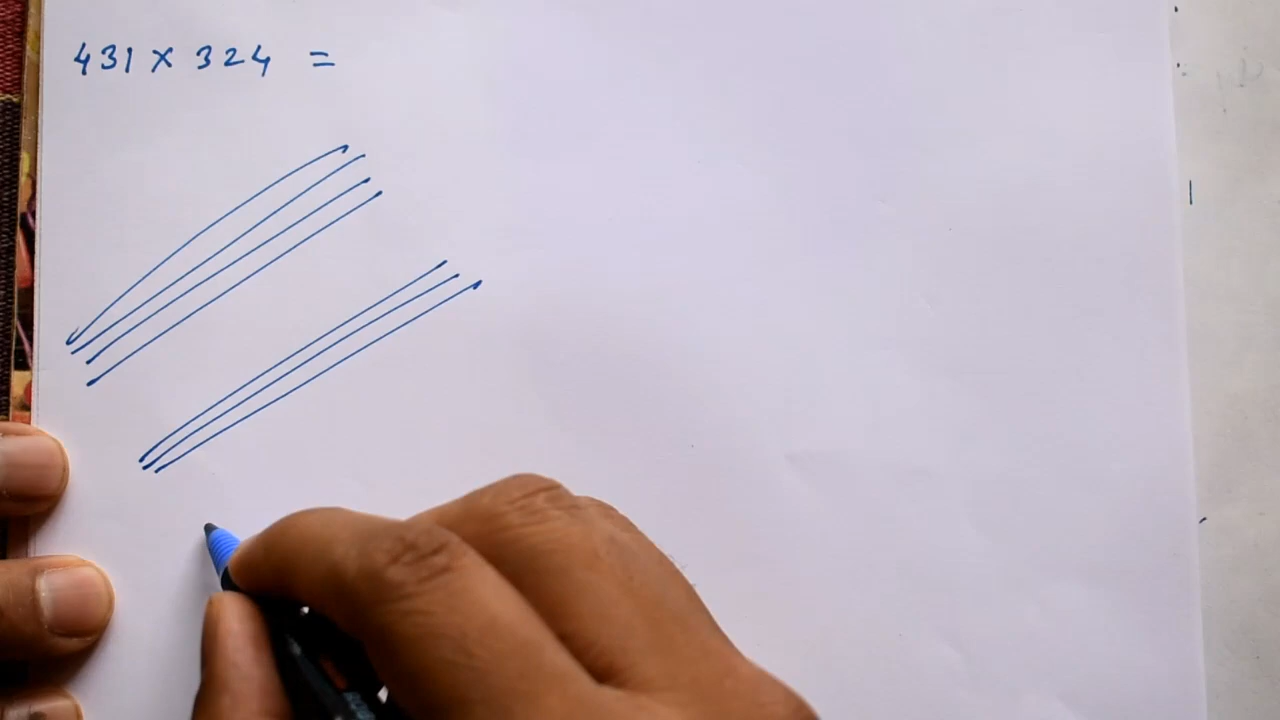 431 × 324 =